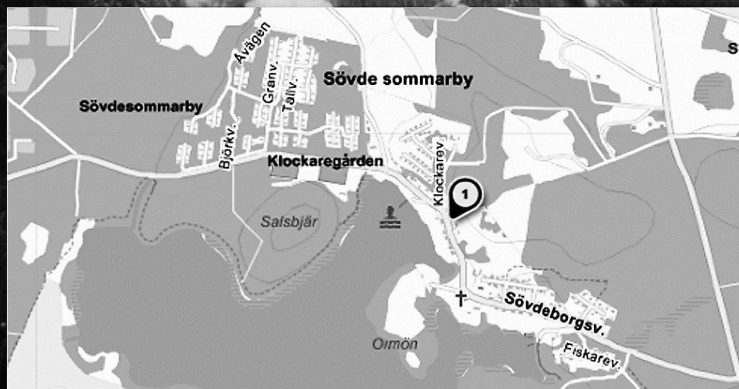 Åvägen
Granv.
Tallv.
Sövde sommarby
Sövdesommarby
Björkv.
Klockaregården
Klockarev.
1
Salsbjär
Sövdeborgsv.
Ormön
Fiskarev.
S